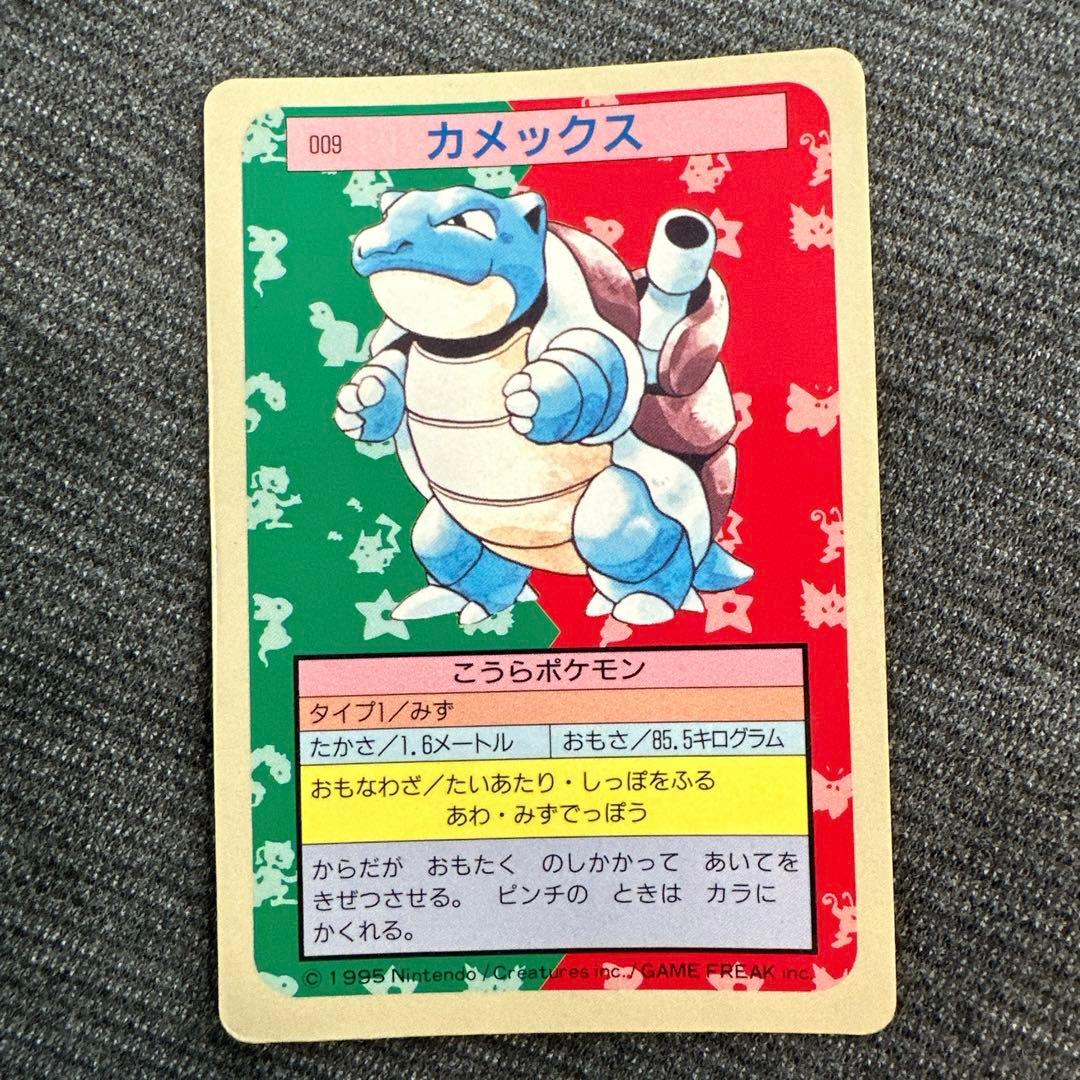 009 カメックス
こうらポケモン
タイプ1/みず
たかさ/1.6メートル おもさ/85.5キログラム
おもなわざ/たいあたり・しっぽをふる
あわ・みずでっぽう
からだが おもたく のしかかって あいてを
きぜつさせる。 ピンチの ときは カラに
かくれる。
© 1995 Nintendo/Creatures inc./GAME FREAK inc.